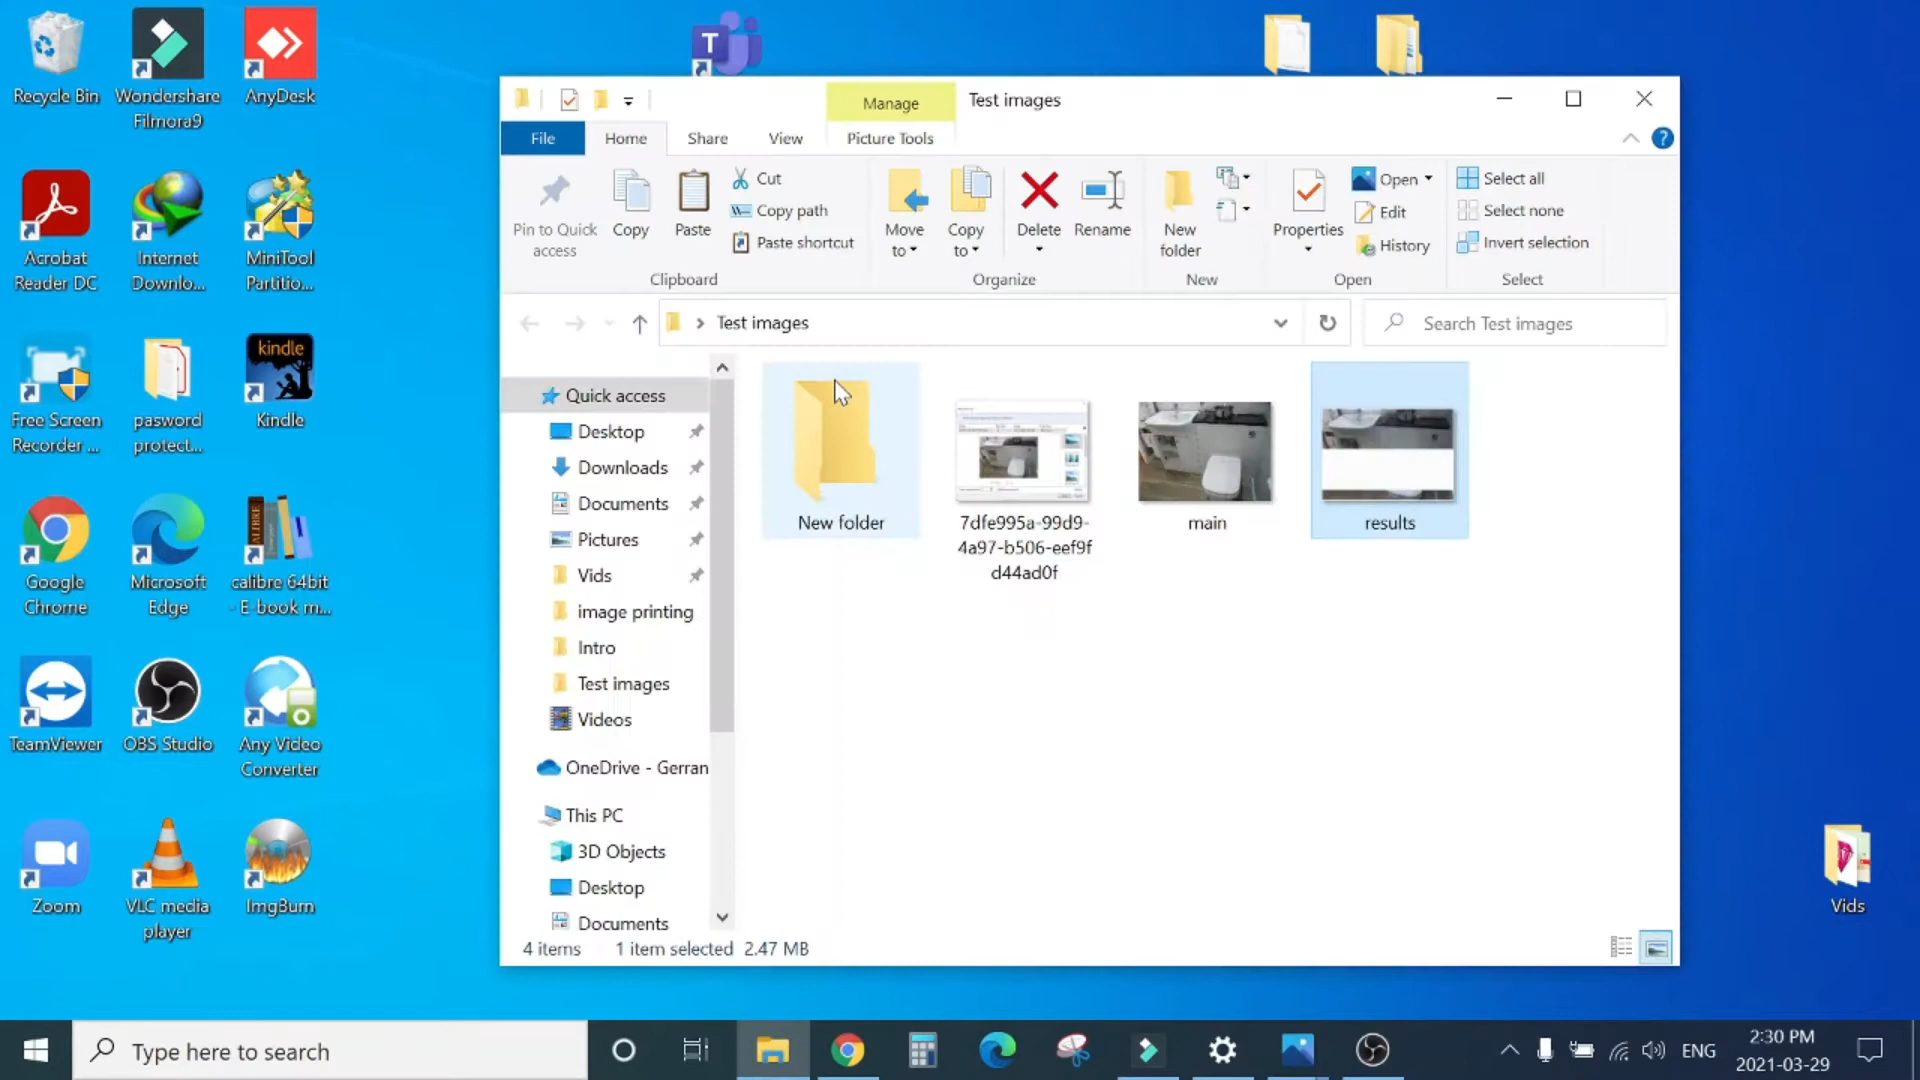 Recycle Bin
Wondershare
Filmora9
AnyDesk
Acrobat
Reader DC
Internet
Downlo...
MiniTool
Partitio...
Free Screen
Recorder ...
pasword
protect...
kindle
Kindle
Google
Chrome
Microsoft
Edge
CALIBRE
calibre 64bit
- E-book m...
TeamViewer
OBS Studio
Any Video
Converter
Zoom
VLC media
player
ImgBurn
T
Manage
Test images
File
Home
Share
View
Picture Tools
?
Pin to Quick
access
Copy
Paste
Cut
Copy path
Paste shortcut
Clipboard
Move
to
Copy
to
Delete
Rename
Organize
New
folder
New
Properties
Open
Edit
History
Open
Select all
Select none
Invert selection
Select
Test images
Search Test images
Quick access
Desktop
Downloads
Documents
Pictures
Vids
image printing
Intro
Test images
Videos
OneDrive - Gerran
This PC
3D Objects
Desktop
Documents
New folder
7dfe995a-99d9-
4a97-b506-eef9f
d44ad0f
main
results
4 items
1 item selected
2.47 MB
Vids
Type here to search
ENG
2:30 PM
2021-03-29